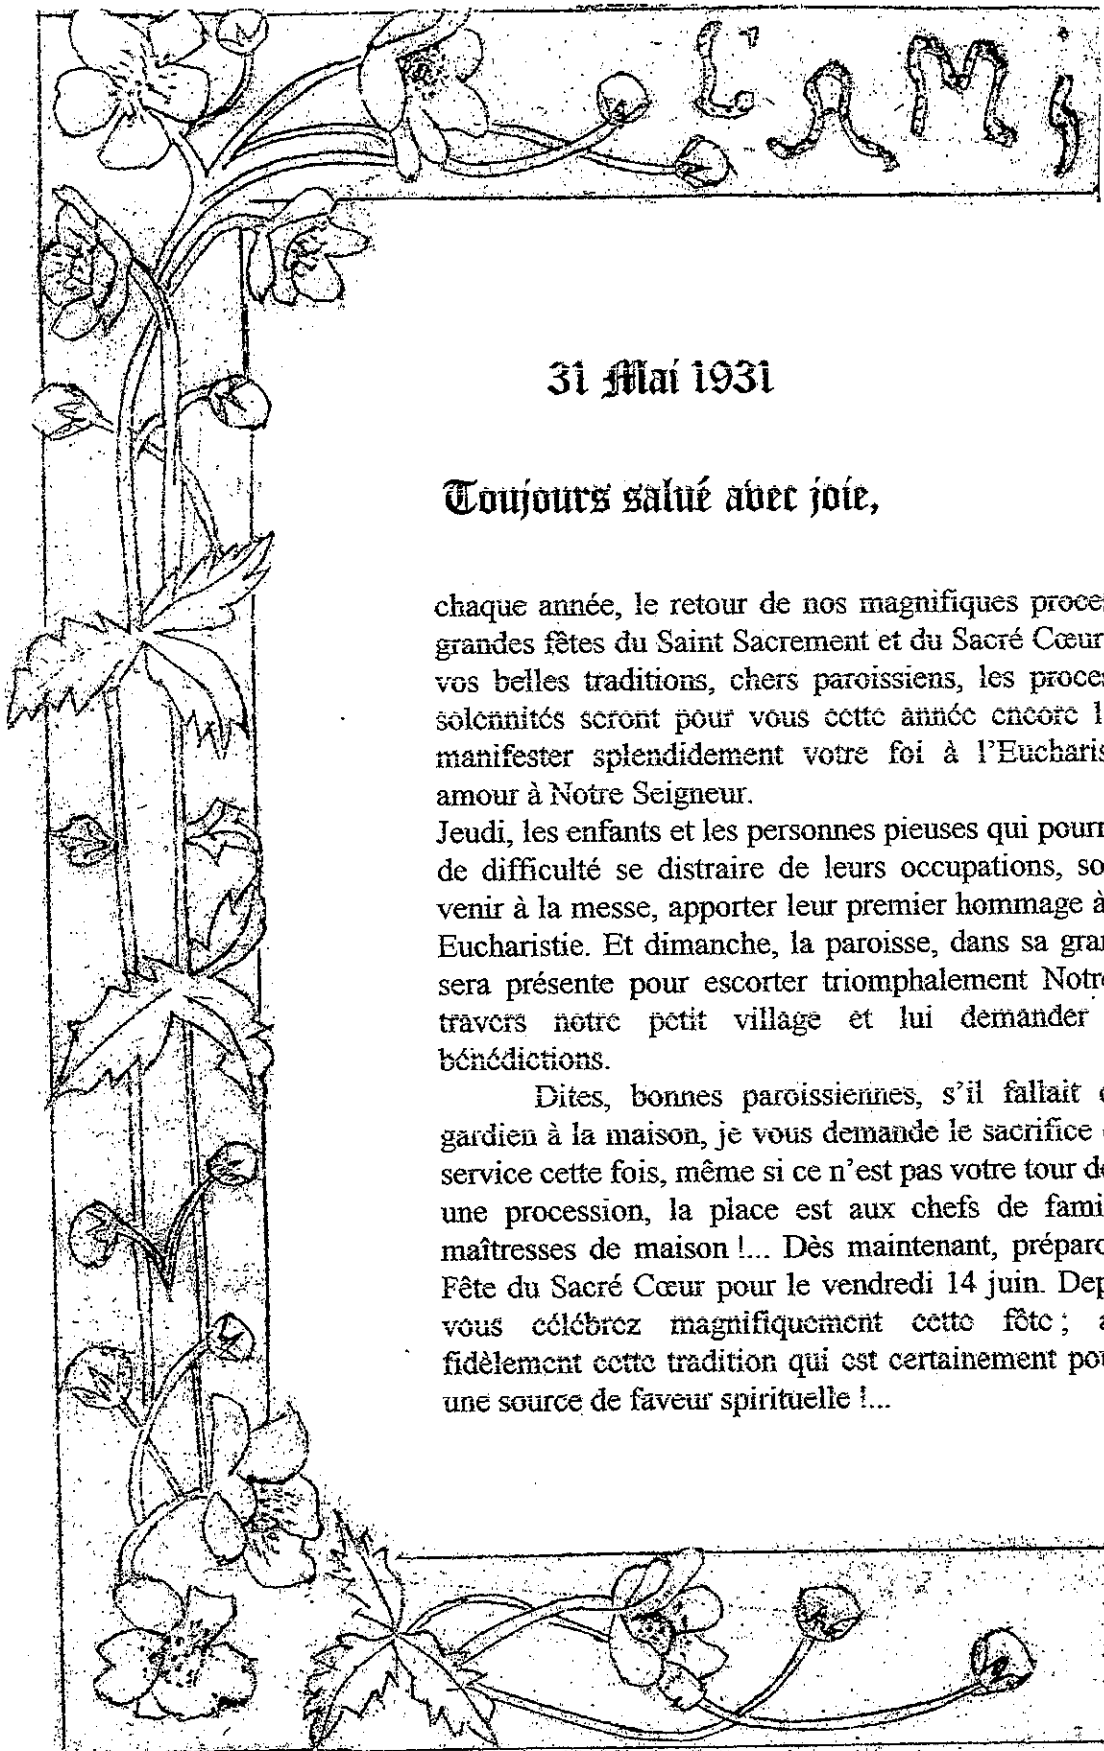 L'AMi
31 Mai 1931
Toujours salué avec joie,
chaque année, le retour de nos magnifiques proces
grandes fêtes du Saint Sacrement et du Sacré Cœur
vos belles traditions, chers paroissiens, les proces
solennités seront pour vous cette année encore l
manifester splendidement votre foi à l'Eucharis
amour à Notre Seigneur.
Jeudi, les enfants et les personnes pieuses qui pourr
de difficulté se distraire de leurs occupations, so
venir à la messe, apporter leur premier hommage à
Eucharistie. Et dimanche, la paroisse, dans sa gran
sera présente pour escorter triomphalement Notre
travers notre petit village et lui demander
bénédictions.
Dites, bonnes paroissiennes, s'il fallait
gardien à la maison, je vous demande le sacrifice
service cette fois, même si ce n'est pas votre tour de
une procession, la place est aux chefs de fami
maîtresses de maison !... Dès maintenant, préparo
Fête du Sacré Cœur pour le vendredi 14 juin. Dep
vous célébrez magnifiquement cette fête ; a
fidèlement cette tradition qui est certainement pou
une source de faveur spirituelle !...